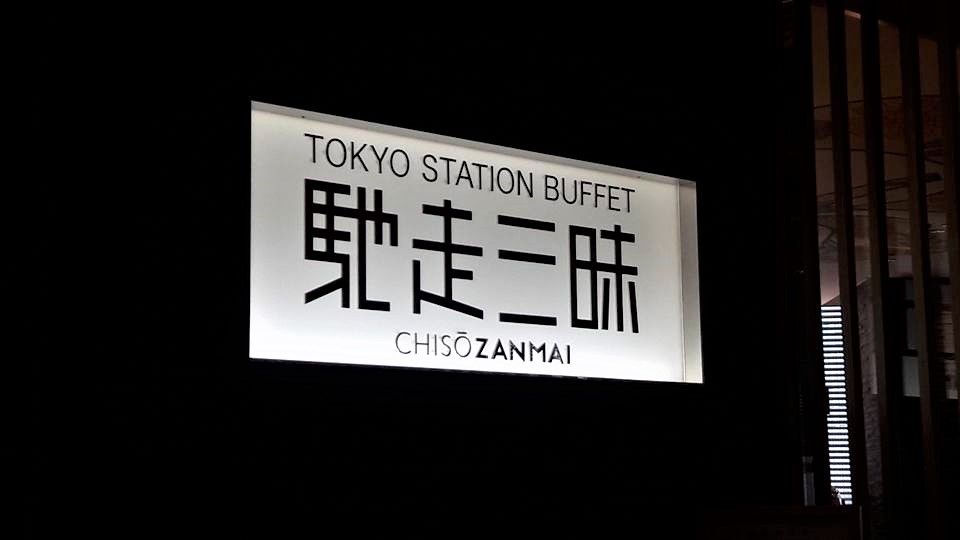 TOKYO STATION BUFFET
馳走三昧
CHISŌZANMAI